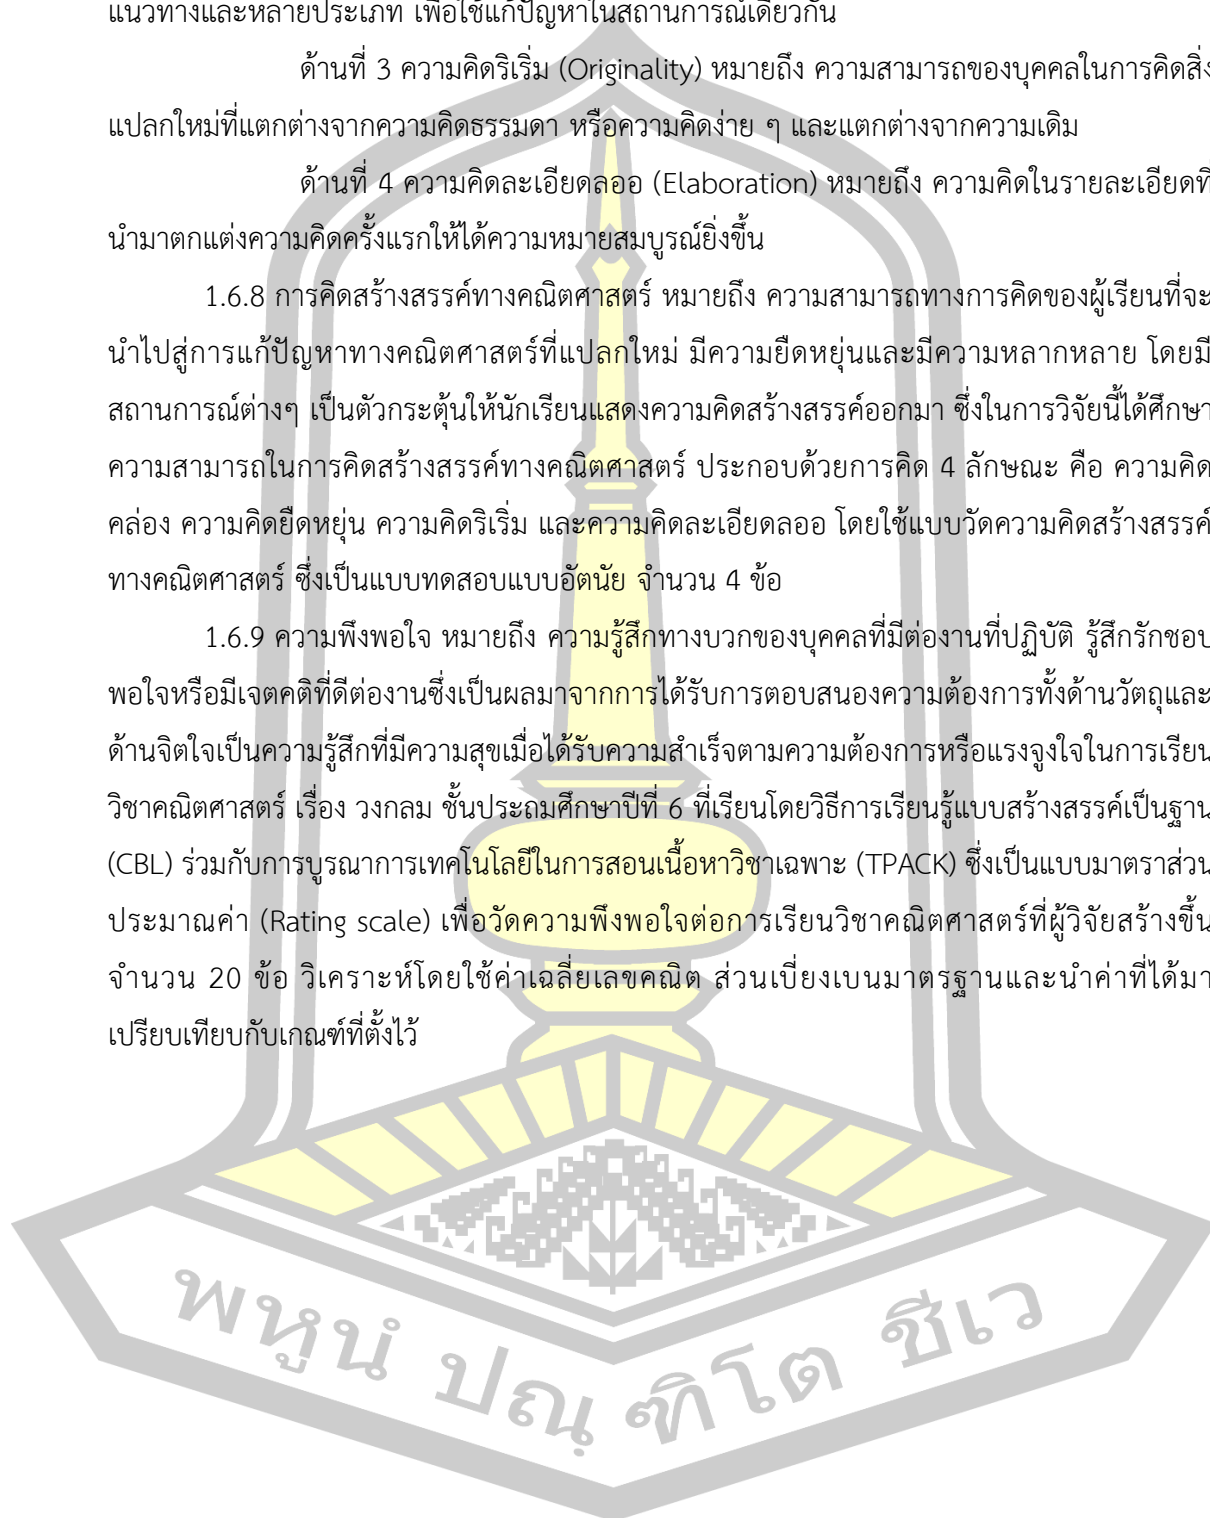 แนวทางและหลายประเภท เพื่อใช้แก้ปัญหาในสถานการณ์เดียวกัน
ด้านที่ 3 ความคิดริเริ่ม (Originality) หมายถึง ความสามารถของบุคคลในการคิดสิ่ง
แปลกใหม่ที่แตกต่างจากความคิดธรรมดา หรือความคิดง่าย ๆ และแตกต่างจากความเดิม
ด้านที่ 4 ความคิดละเอียดลออ (Elaboration) หมายถึง ความคิดในรายละเอียดที่
นำมาตกแต่งความคิดครั้งแรกให้ได้ความหมายสมบูรณ์ยิ่งขึ้น
1.6.8 การคิดสร้างสรรค์ทางคณิตศาสตร์ หมายถึง ความสามารถทางการคิดของผู้เรียนที่จะ
นำไปสู่การแก้ปัญหาทางคณิตศาสตร์ที่แปลกใหม่ มีความยืดหยุ่นและมีความหลากหลาย โดยมี
สถานการณ์ต่างๆ เป็นตัวกระตุ้นให้นักเรียนแสดงความคิดสร้างสรรค์ออกมา ซึ่งในการวิจัยนี้ได้ศึกษา
ความสามารถในการคิดสร้างสรรค์ทางคณิตศาสตร์ ประกอบด้วยการคิด 4 ลักษณะ คือ ความคิด
คล่อง ความคิดยืดหยุ่น ความคิดริเริ่ม และความคิดละเอียดลออ โดยใช้แบบวัดความคิดสร้างสรรค์
ทางคณิตศาสตร์ ซึ่งเป็นแบบทดสอบแบบอัตนัย จำนวน 4 ข้อ
1.6.9 ความพึงพอใจ หมายถึง ความรู้สึกทางบวกของบุคคลที่มีต่องานที่ปฏิบัติ รู้สึกรักชอบ
พอใจหรือมีเจตคติที่ดีต่องานซึ่งเป็นผลมาจากการได้รับการตอบสนองความต้องการทั้งด้านวัตถุและ
ด้านจิตใจเป็นความรู้สึกที่มีความสุขเมื่อได้รับความสำเร็จตามความต้องการหรือแรงจูงใจในการเรียน
วิชาคณิตศาสตร์ เรื่อง วงกลม ชั้นประถมศึกษาปีที่ 6 ที่เรียนโดยวิธีการเรียนรู้แบบสร้างสรรค์เป็นฐาน
(CBL) ร่วมกับการบูรณาการเทคโนโลยีในการสอนเนื้อหาวิชาเฉพาะ (TPACK) ซึ่งเป็นแบบมาตราส่วน
ประมาณค่า (Rating scale) เพื่อวัดความพึงพอใจต่อการเรียนวิชาคณิตศาสตร์ที่ผู้วิจัยสร้างขึ้น
จำนวน 20 ข้อ วิเคราะห์โดยใช้ค่าเฉลี่ยเลขคณิต ส่วนเบี่ยงเบนมาตรฐานและนำค่าที่ได้มา
เปรียบเทียบกับเกณฑ์ที่ตั้งไว้
พหูนํ ปณฺฑิโต ชีเว